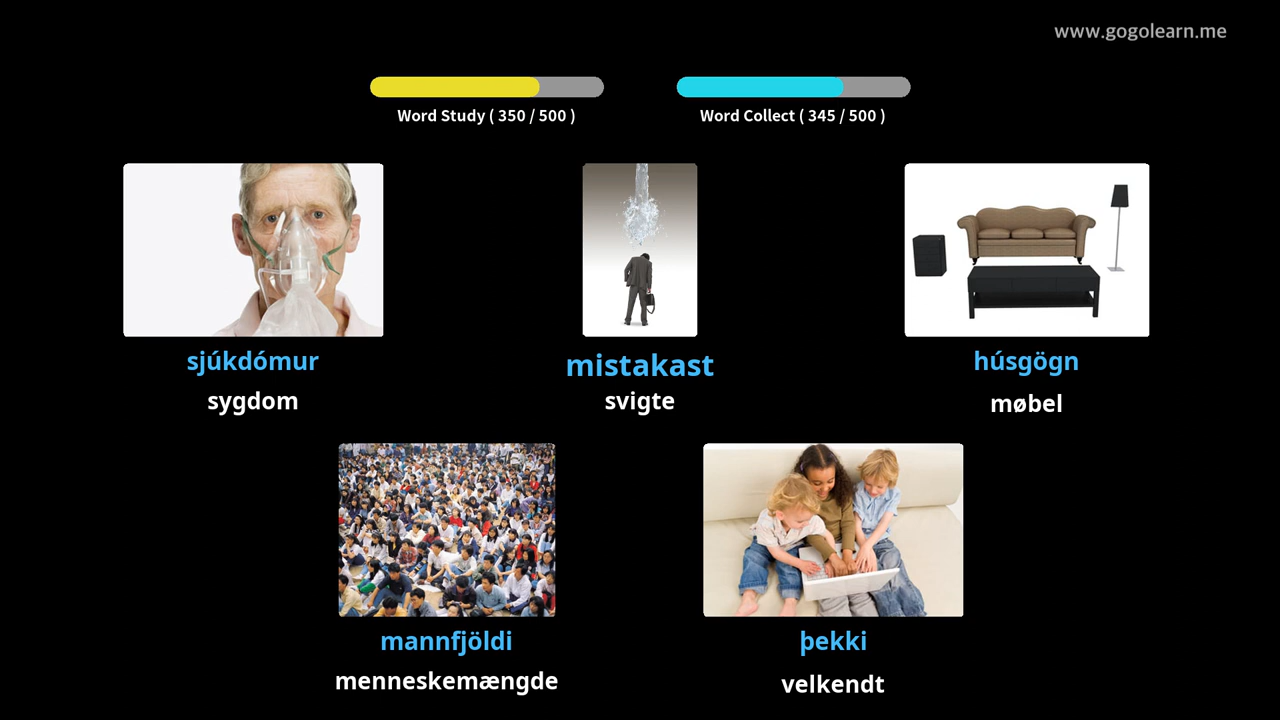 www.gogolearn.me
Word Study ( 350 / 500 )
Word Collect ( 345 / 500 )
sjúkdómur
sygdom
mistakast
svigte
húsgögn
møbel
mannfjöldi
menneskemængde
þekki
velkendt